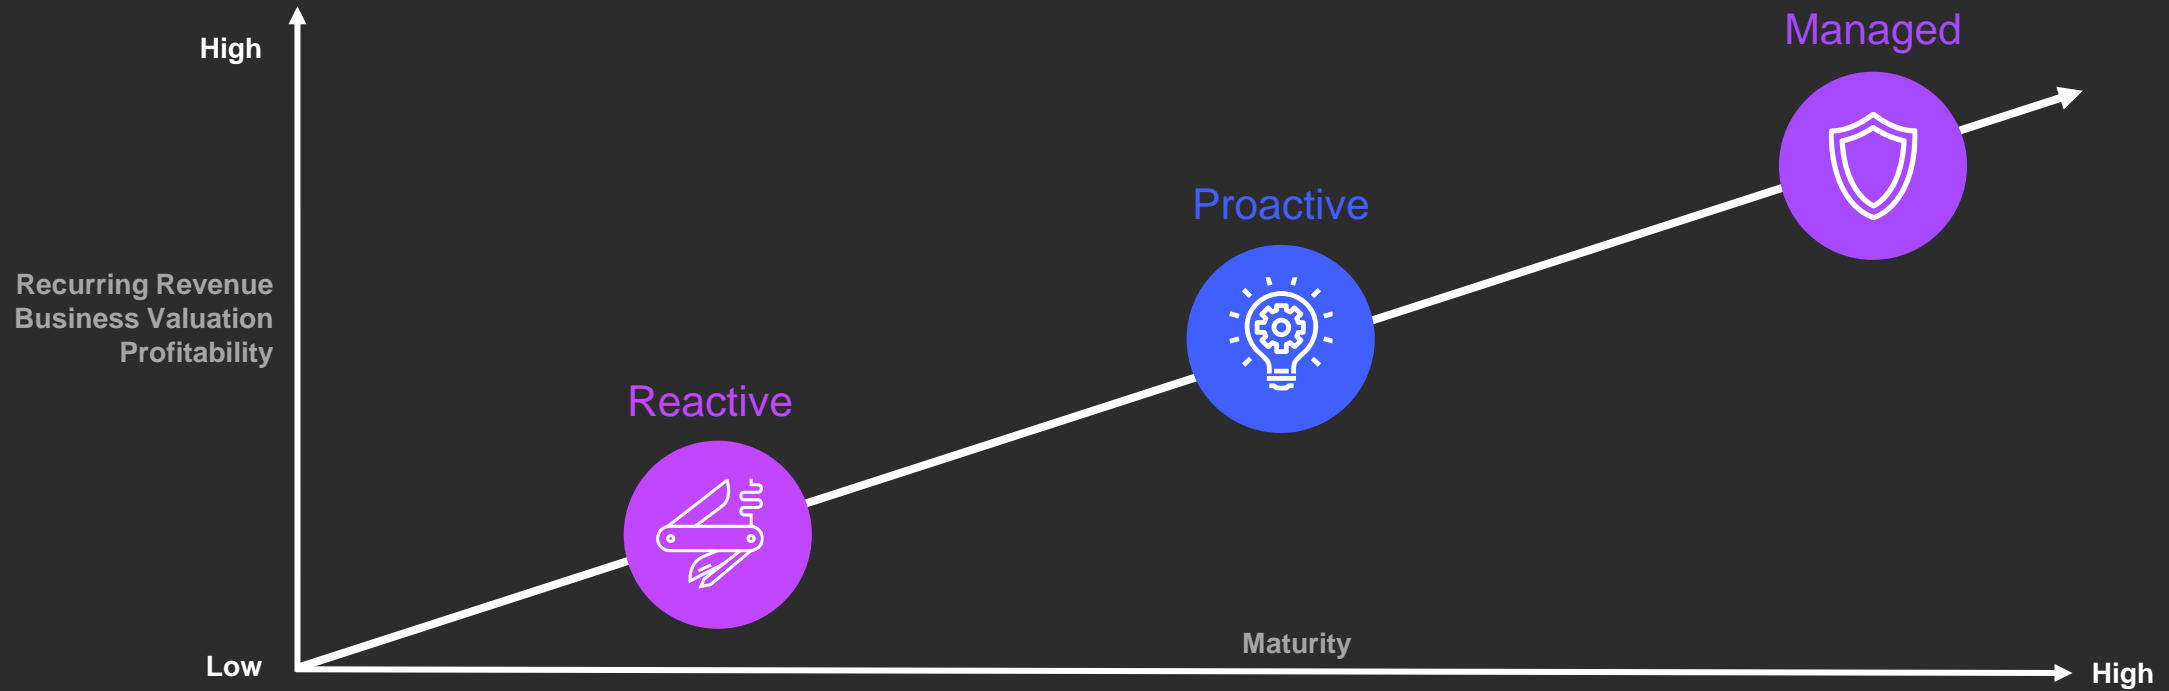 Managed
High
Proactive
Recurring Revenue
Business Valuation
Profitability
Reactive
Maturity
Low
High